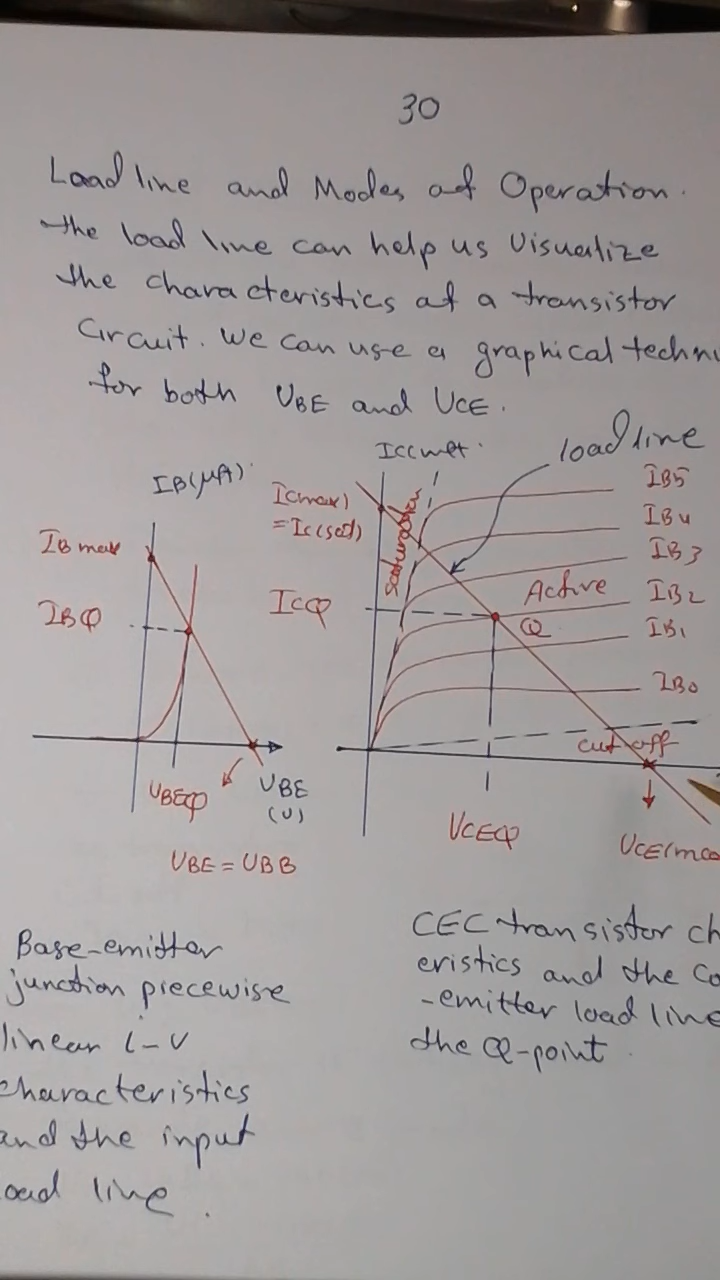 30
Load line and Modes of Operation.
the load line can help us visualize
the characteristics of a transistor
Circuit. We can use a graphical techni
for both VBE and VCE.
IB(μA)
IC(mA)
load line
IB max
IC(max)
= IC(sat)
Saturation
IB5
IB4
IB3
IBQ
ICQ
Active
IB2
Q
IB1
IB0
cut off
VBEQ
VBE
(V)
VCEQ
VCE(ma
VBE = VBB
Base-emitter
junction piecewise
linear i-v
characteristics
and the input
oad line.
CEC transistor ch
eristics and the Co
-emitter load line
the Q-point.